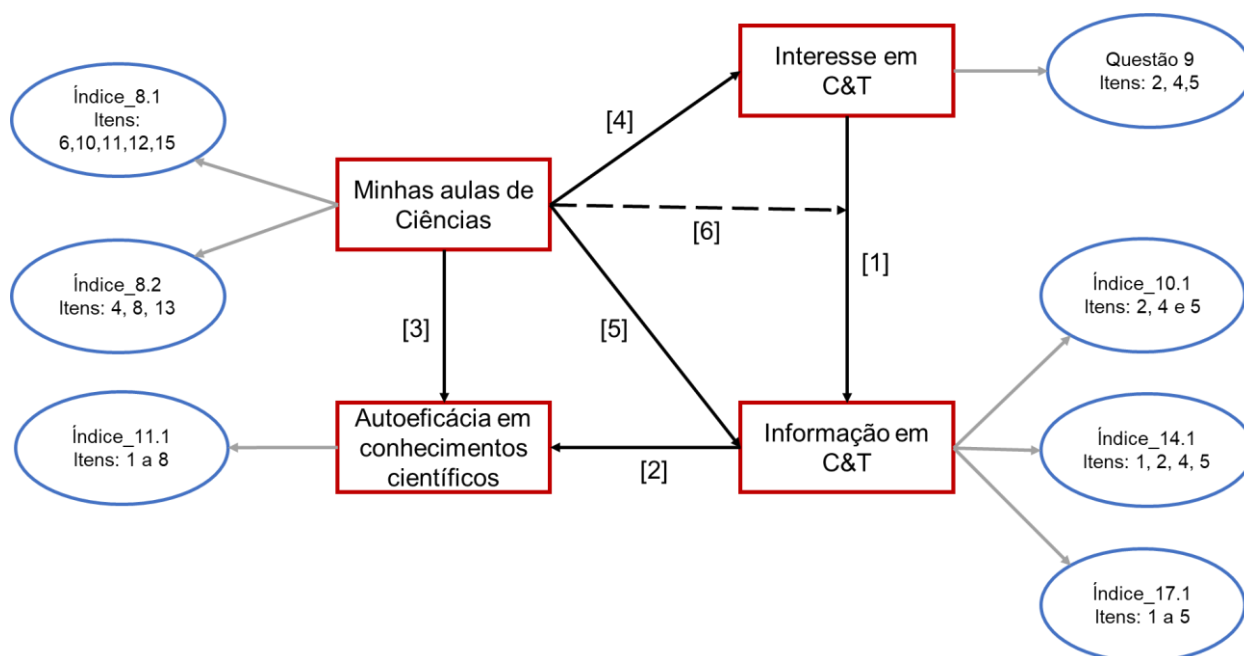 Interesse em
C&T
Questão 9
Itens: 2, 4,5
Índice_8.1
Itens:
6,10,11,12,15
[4]
Minhas aulas de
Ciências
[6]
Índice_8.2
Itens: 4, 8, 13
[3]
[5]
[1]
Índice_10.1
Itens: 2, 4 e 5
Autoeficácia em
conhecimentos
científicos
Índice_11.1
Itens: 1 a 8
[2]
Informação em
C&T
Índice_14.1
Itens: 1, 2, 4, 5
Índice_17.1
Itens: 1 a 5